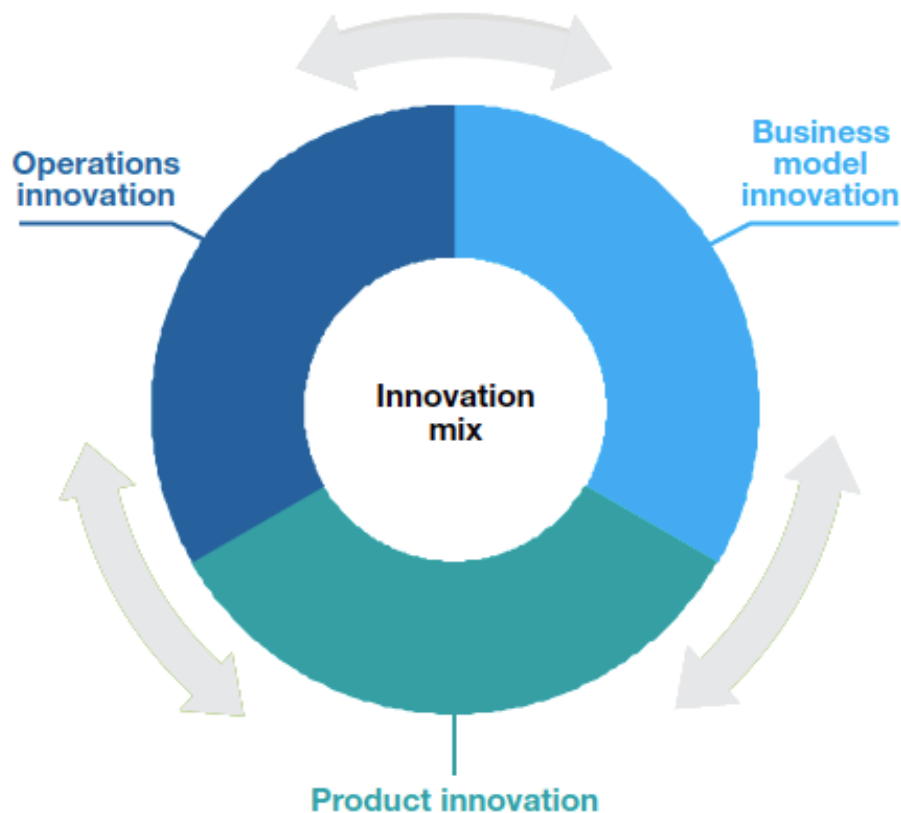 Operations
innovation
Business
model
innovation
Innovation
mix
Product innovation